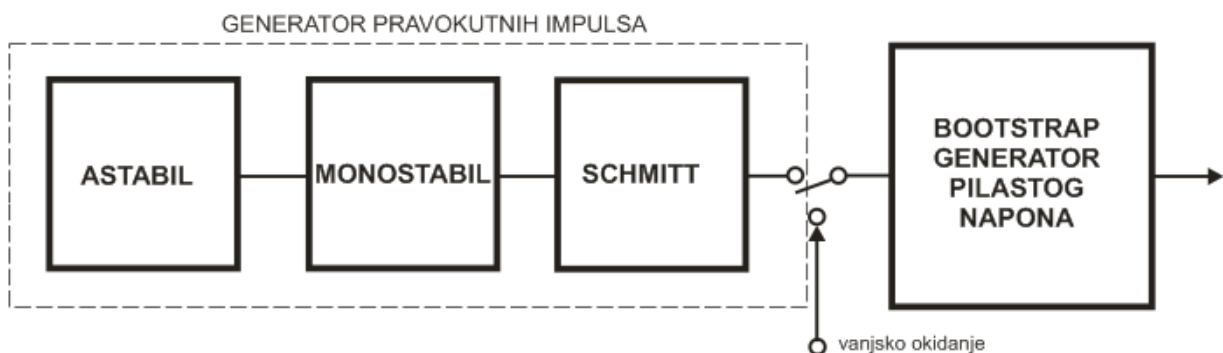 GENERATOR PRAVOKUTNIH IMPULSA
ASTABIL
MONOSTABIL
SCHMITT
BOOTSTRAP
GENERATOR
PILASTOG
NAPONA
vanjsko okidanje